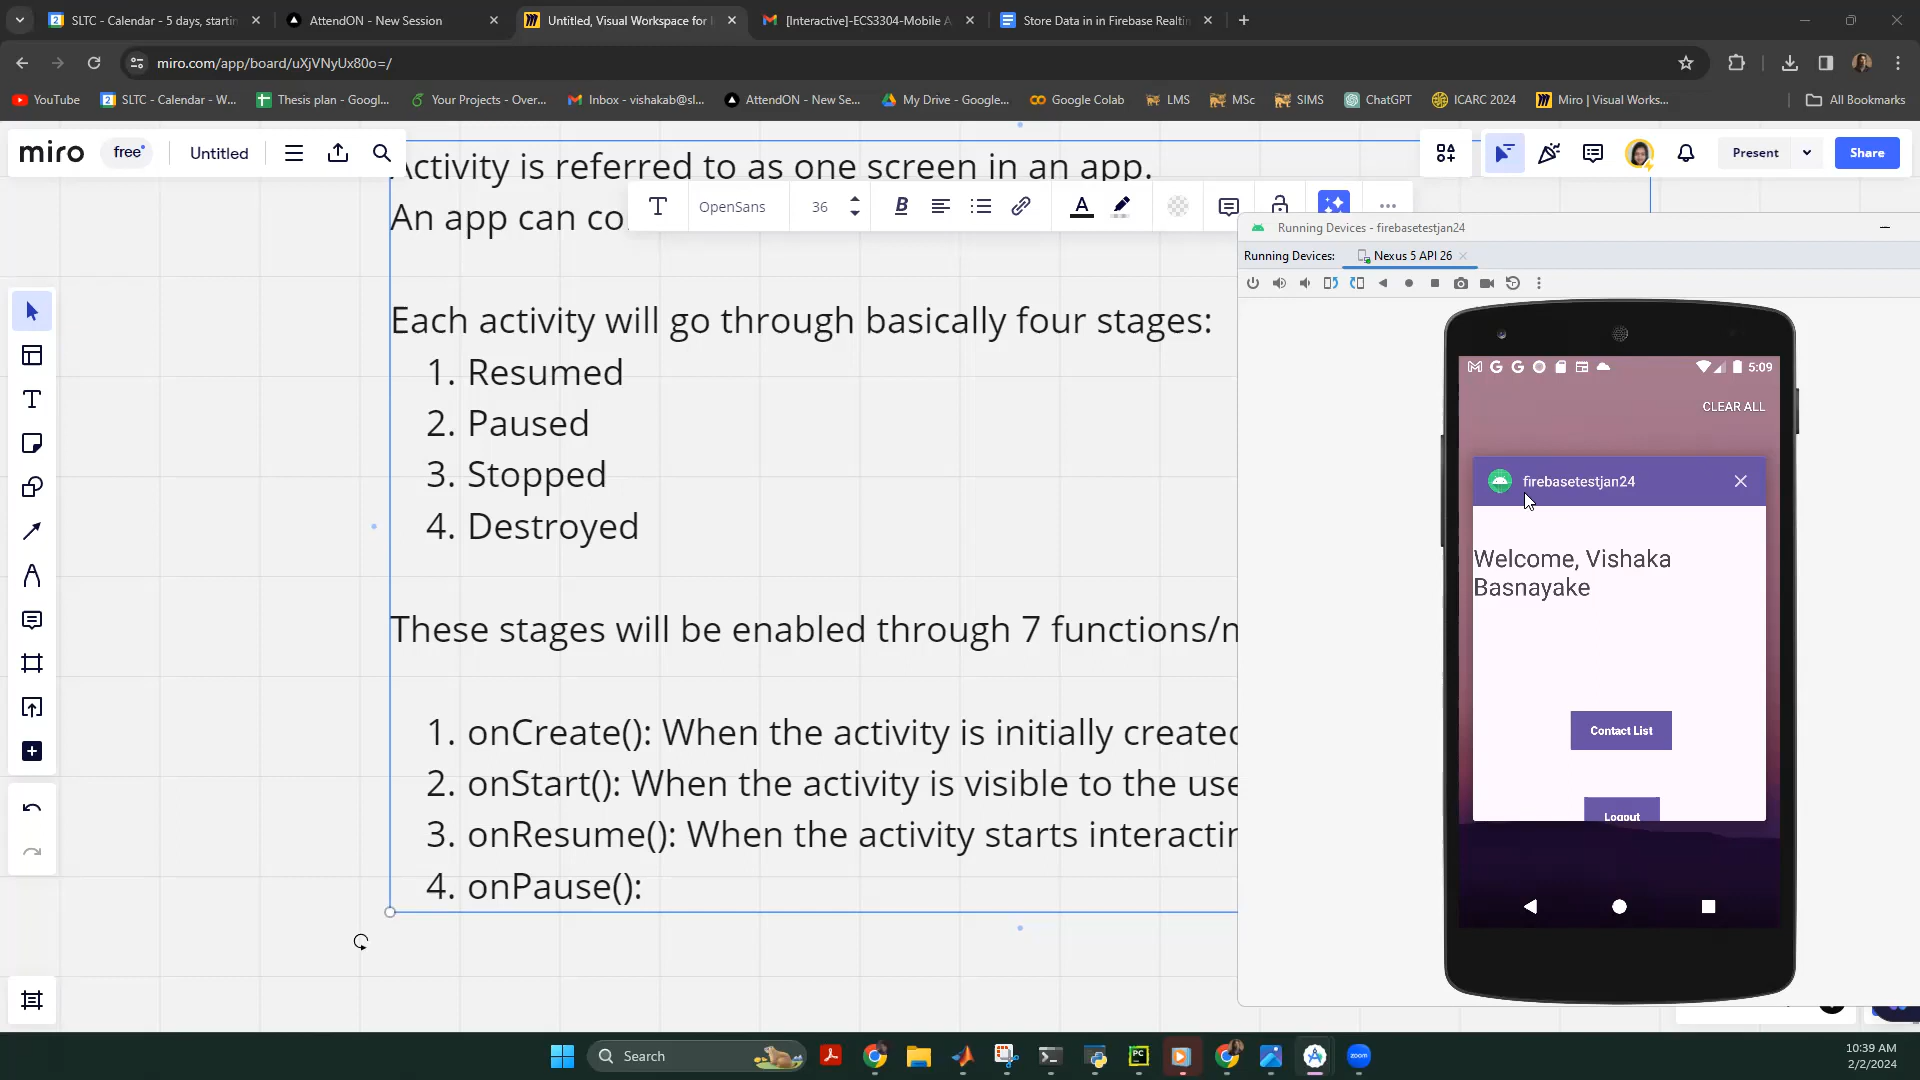 SLTC - Calendar - 5 days, startin
AttendON - New Session
Untitled, Visual Workspace for I
[Interactive]-ECS3304-Mobile A
Store Data in in Firebase Realti
miro.com/app/board/uXjVNyUx80o=/
YouTube
SLTC - Calendar - W...
Thesis plan - Googl...
Your Projects - Over...
Inbox - vishakab@sl...
AttendON - New Se...
My Drive - Google...
Google Colab
LMS
MSc
SIMS
ChatGPT
ICARC 2024
Miro | Visual Works...
All Bookmarks
miro
free
Untitled
Present
Share
Activity is referred to as one screen in an app.
OpenSans
36
An app can co
Running Devices - firebasetestjan24
Running Devices:
Nexus 5 API 26
Each activity will go through basically four stages:
1. Resumed
2. Paused
3. Stopped
4. Destroyed
These stages will be enabled through 7 functions/
1. onCreate(): When the activity is initially created
2. onStart(): When the activity is visible to the use
3. onResume(): When the activity starts interactin
4. onPause():
5:09
CLEAR ALL
firebasetestjan24
Welcome, Vishaka
Basnayake
Contact List
Logout
Search
zoom
10:39 AM
2/2/2024